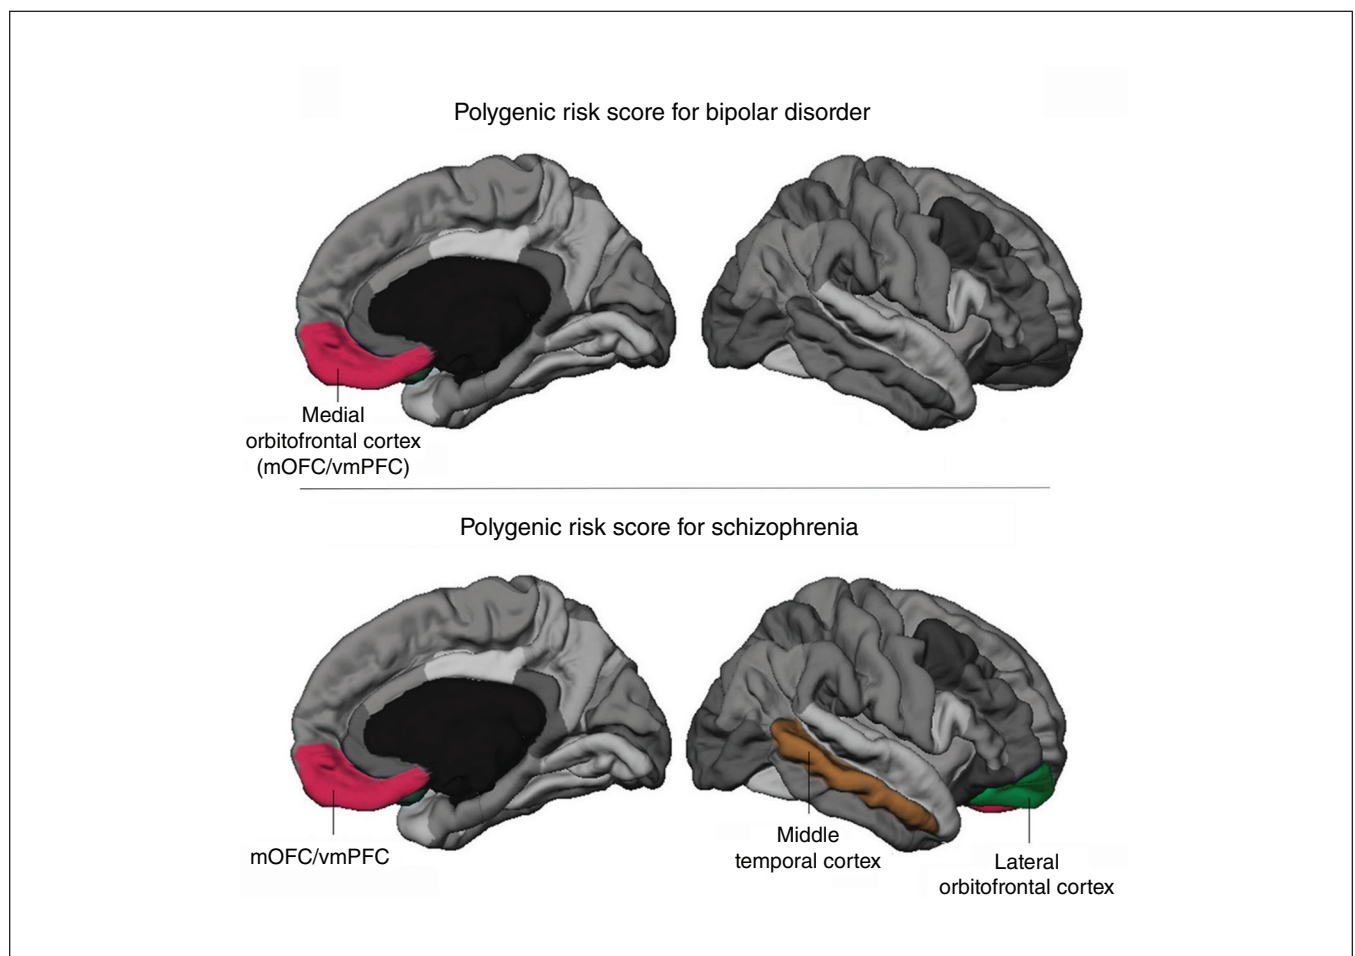 Polygenic risk score for bipolar disorder
Medial
orbitofrontal cortex
(mOFC/vmPFC)
Polygenic risk score for schizophrenia
mOFC/vmPFC
Middle
temporal cortex
Lateral
orbitofrontal cortex